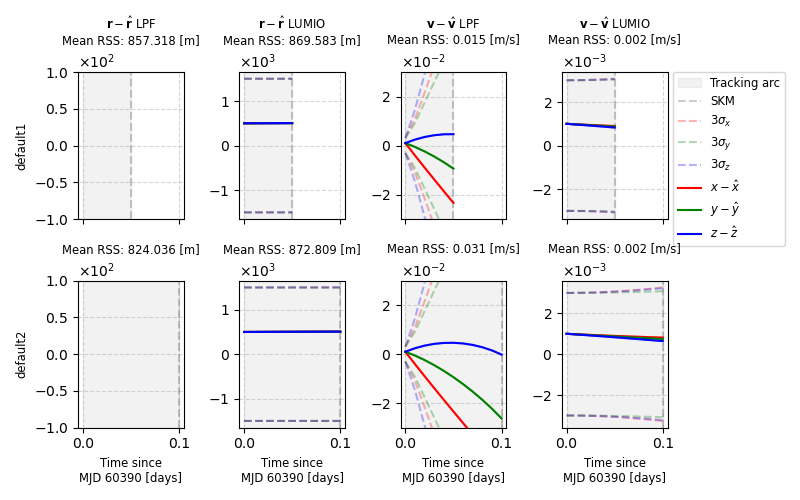 r − r̂ LPF
Mean RSS: 857.318 [m]
r − r̂ LUMIO
Mean RSS: 869.583 [m]
v − v̂ LPF
Mean RSS: 0.015 [m/s]
v − v̂ LUMIO
Mean RSS: 0.002 [m/s]
×10²
×10³
×10⁻²
×10⁻³
default1
1.0
0.5
0.0
−0.5
−1.0
1
0
−1
2
0
−2
2
0
−2
Tracking arc
SKM
3σx
3σy
3σz
x − x̂
y − ŷ
z − ẑ
Mean RSS: 824.036 [m]
Mean RSS: 872.809 [m]
Mean RSS: 0.031 [m/s]
Mean RSS: 0.002 [m/s]
×10²
×10³
×10⁻²
×10⁻³
default2
1.0
0.5
0.0
−0.5
−1.0
1
0
−1
2
0
−2
2
0
−2
0.0 0.1
0.0 0.1
0.0 0.1
0.0 0.1
Time since
MJD 60390 [days]
Time since
MJD 60390 [days]
Time since
MJD 60390 [days]
Time since
MJD 60390 [days]